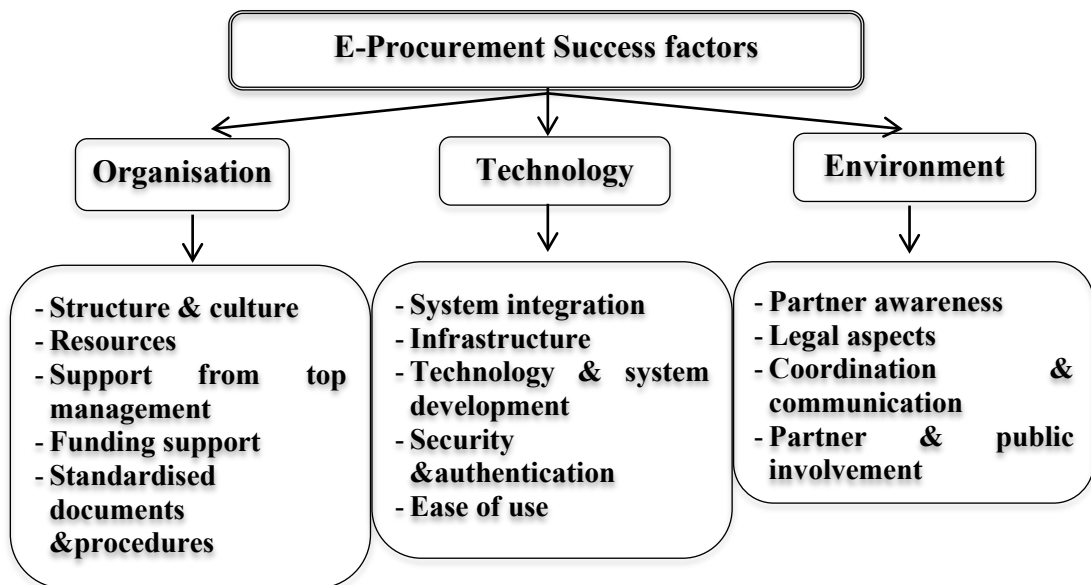 E-Procurement Success factors
Organisation
Technology
Environment
- Structure & culture
- Resources
- Support from top
management
- Funding support
- Standardised
documents
&procedures
- System integration
- Infrastructure
- Technology & system
development
- Security
&authentication
- Ease of use
- Partner awareness
- Legal aspects
- Coordination &
communication
- Partner & public
involvement